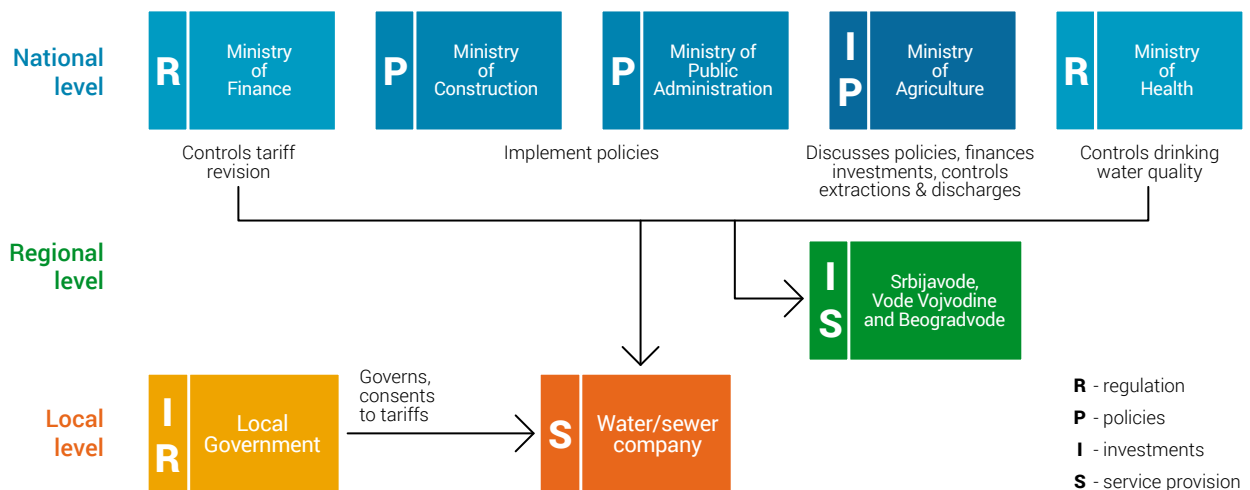 National
level
R
Ministry
of
Finance
P
Ministry
of
Construction
P
Ministry of
Public
Administration
I
P
Ministry
of
Agriculture
R
Ministry
of
Health
Controls tariff
revision
Implement policies
Discusses policies, finances
investments, controls
extractions & discharges
Controls drinking
water quality
Regional
level
I
S
Srbijavode,
Vode Vojvodine
and Beogradvode
Local
level
I
R
Local
Government
Governs,
consents
to tariffs
S
Water/sewer
company
R - regulation
P - policies
I - investments
S - service provision